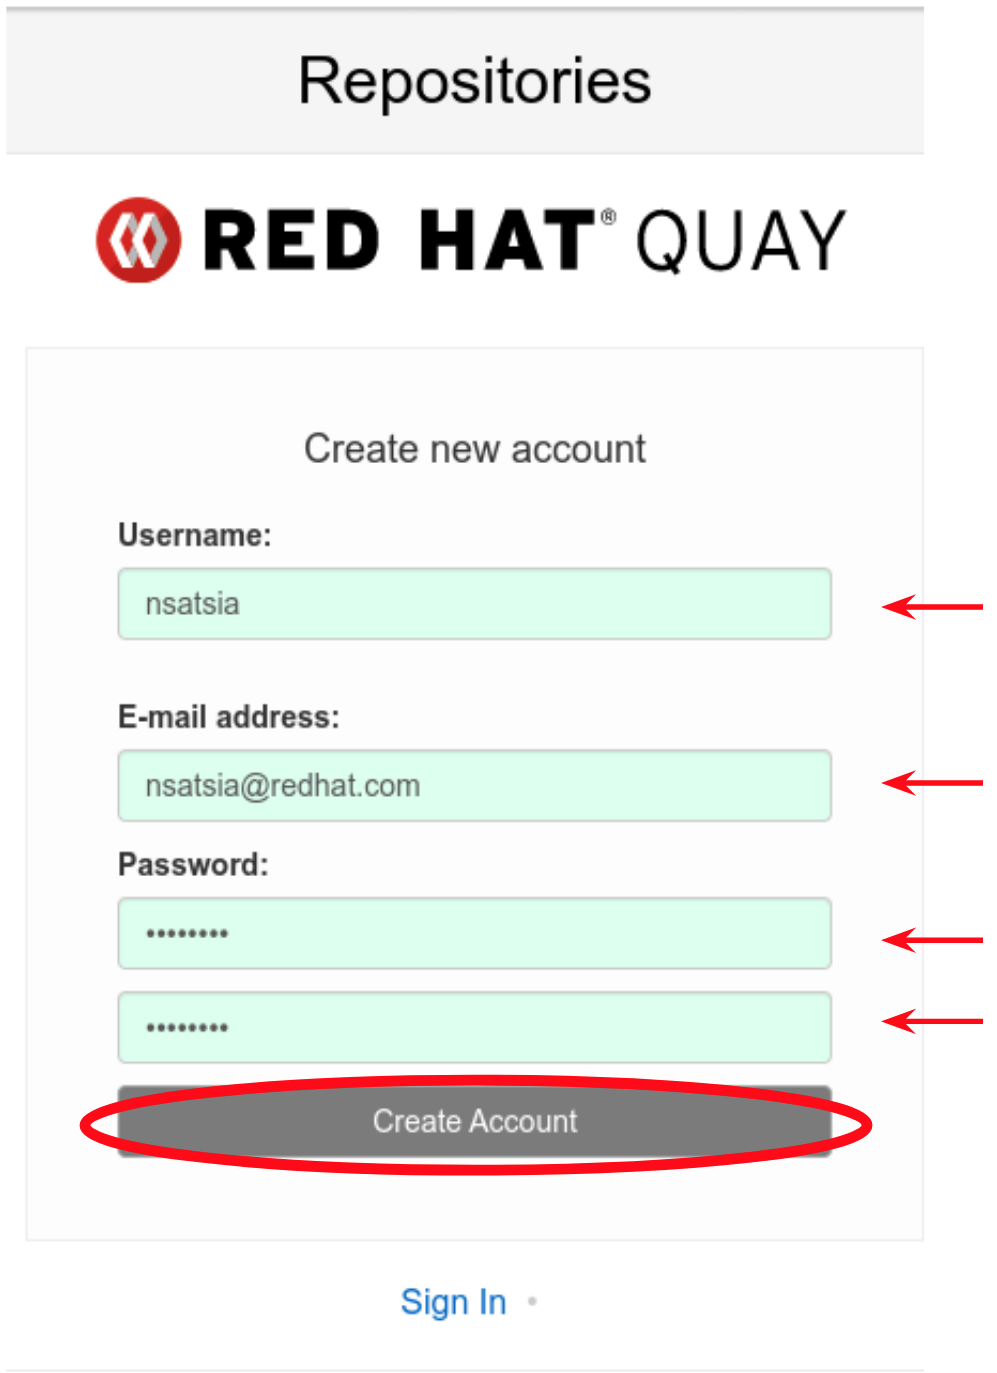 Repositories
RED HAT® QUAY
Create new account
Username:
nsatsia
E-mail address:
nsatsia@redhat.com
Password:
••••••••
••••••••
Create Account
Sign In •